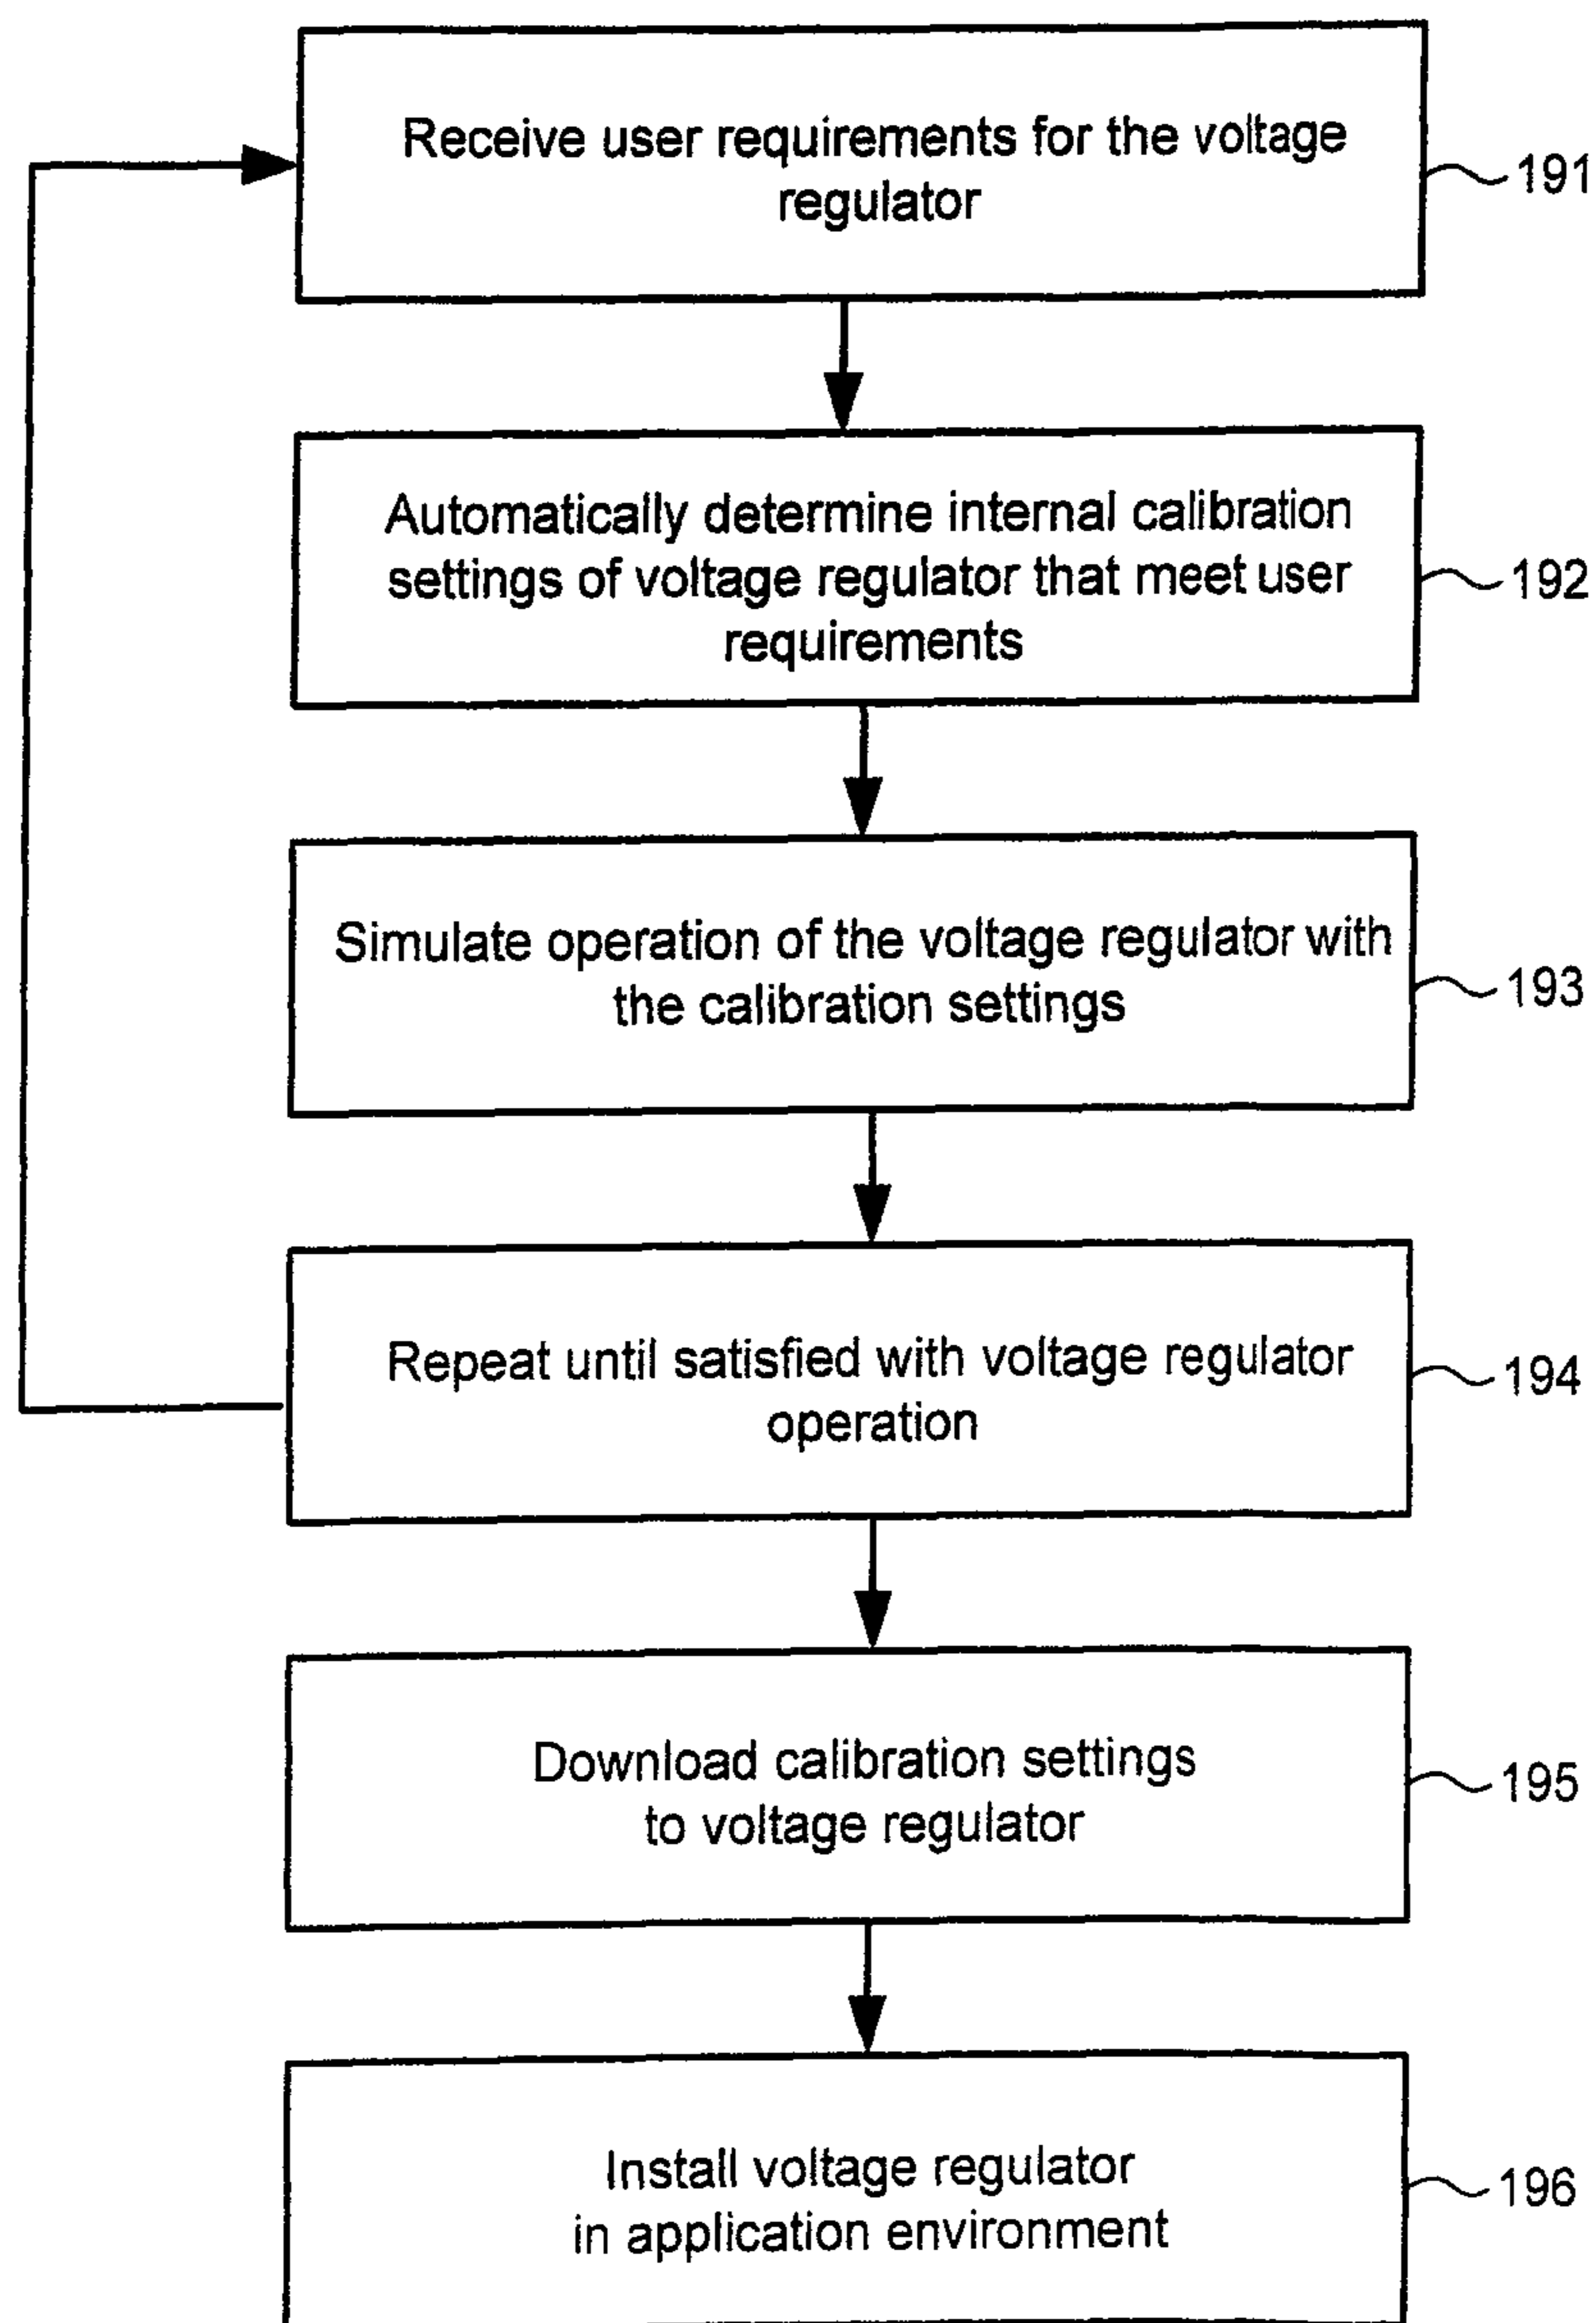 Receive user requirements for the voltage
regulator
191
Automatically determine internal calibration
settings of voltage regulator that meet user
requirements
192
Simulate operation of the voltage regulator with
the calibration settings
193
Repeat until satisfied with voltage regulator
operation
194
Download calibration settings
to voltage regulator
195
Install voltage regulator
in application environment
196